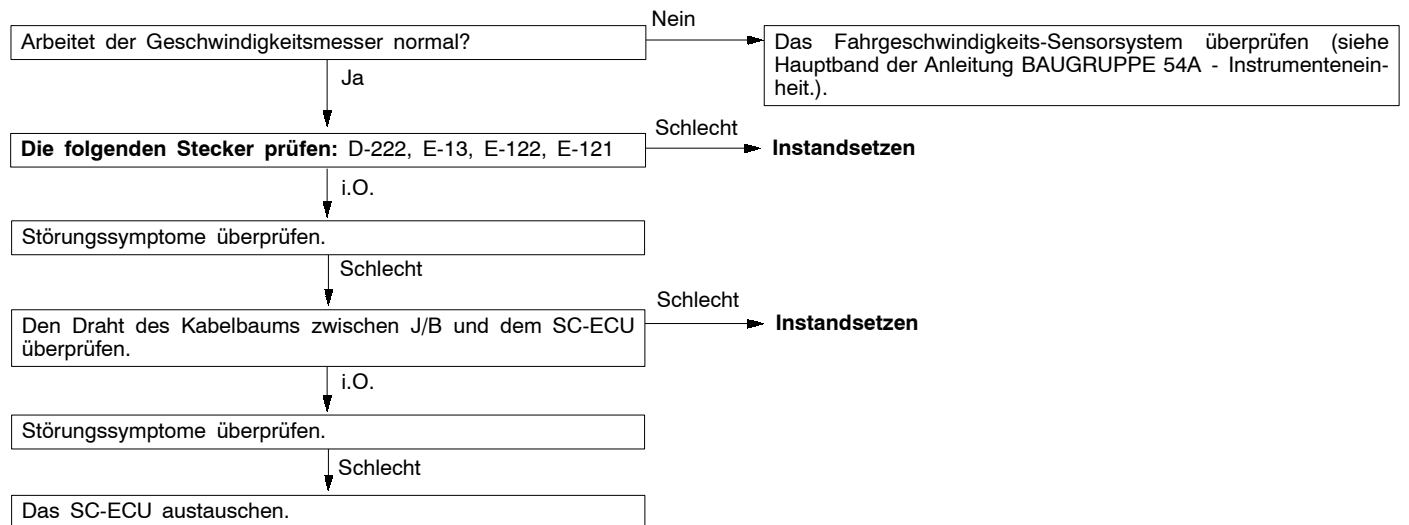 Nein
Arbeitet der Geschwindigkeitsmesser normal?
Das Fahrgeschwindigkeits-Sensorsystem überprüfen (siehe
Hauptband der Anleitung BAUGRUPPE 54A - Instrumentenein-
heit.).
Ja
Schlecht
Die folgenden Stecker prüfen: D-222, E-13, E-122, E-121
Instandsetzen
i.O.
Störungssymptome überprüfen.
Schlecht
Schlecht
Den Draht des Kabelbaums zwischen J/B und dem SC-ECU
überprüfen.
Instandsetzen
i.O.
Störungssymptome überprüfen.
Schlecht
Das SC-ECU austauschen.